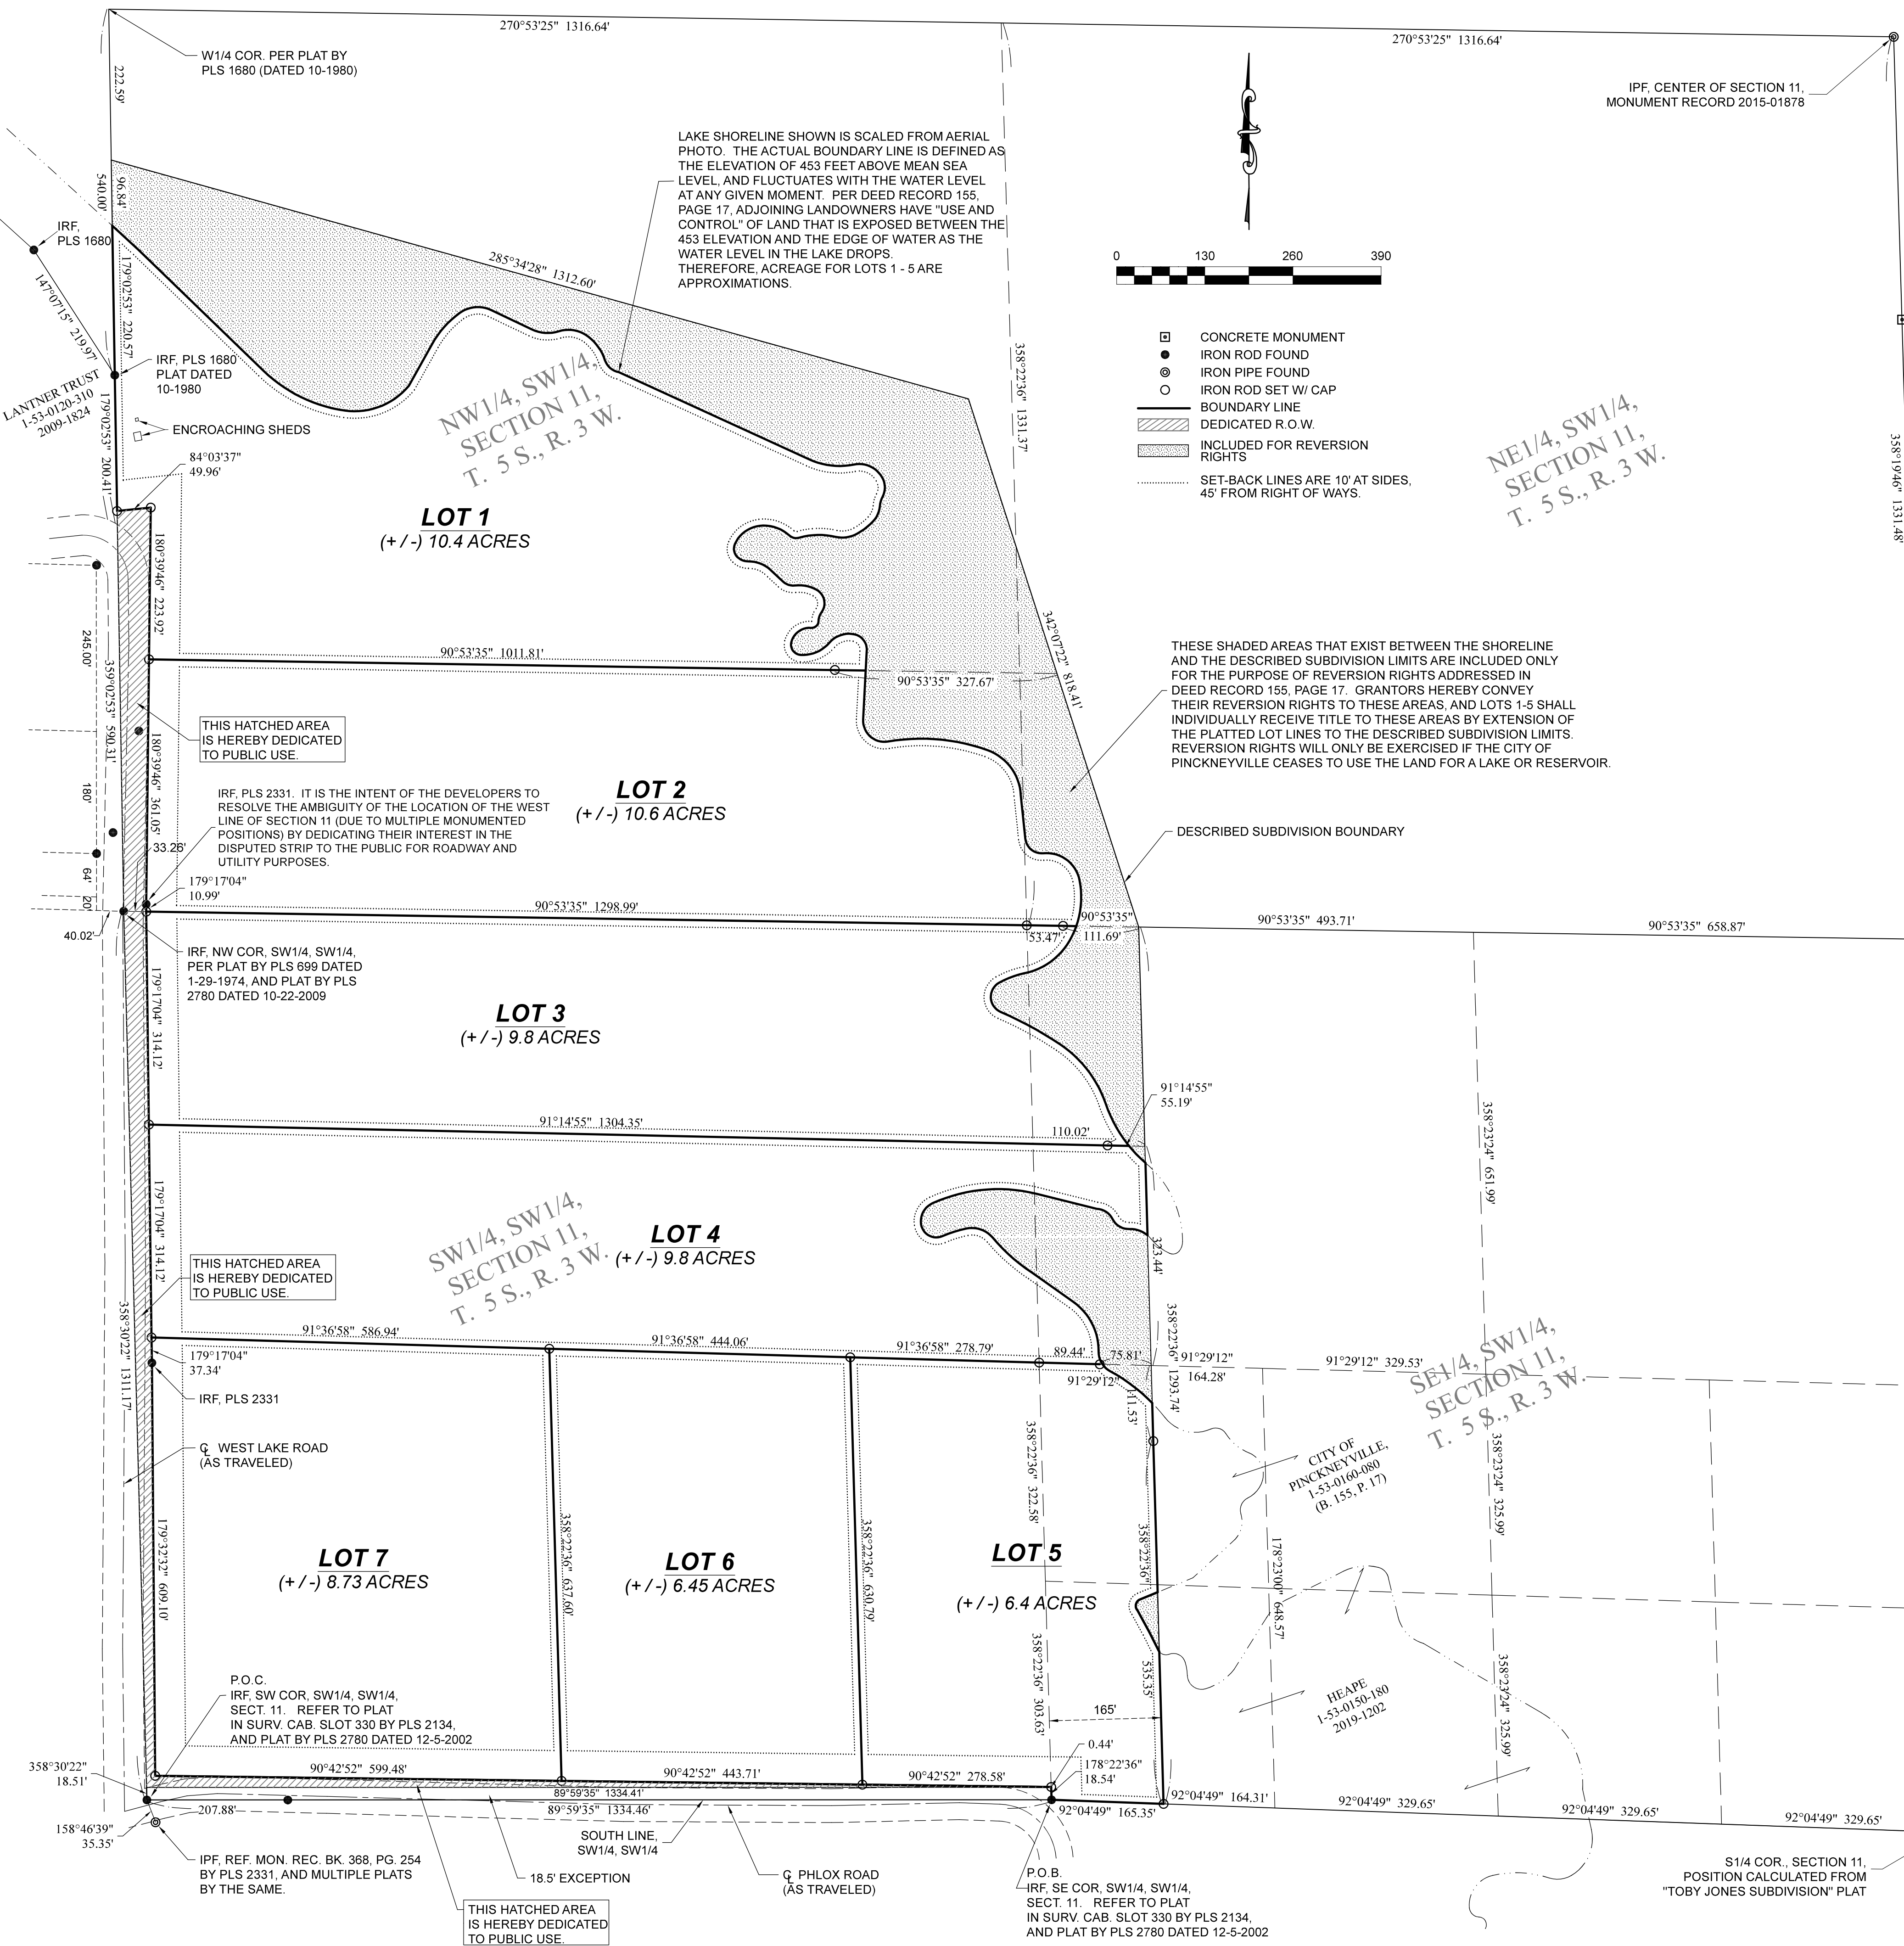 270°53'25" 1316.64'
270°53'25" 1316.64'
W1/4 COR. PER PLAT BY
PLS 1680 (DATED 10-1980)
IPF, CENTER OF SECTION 11,
MONUMENT RECORD 2015-01878
222.59'
96.84'
540.00'
IRF,
PLS 1680
147°07'15" 219.97'
179°02'53" 220.57'
285°34'28" 1312.60'
LAKE SHORELINE SHOWN IS SCALED FROM AERIAL
PHOTO. THE ACTUAL BOUNDARY LINE IS DEFINED AS
THE ELEVATION OF 453 FEET ABOVE MEAN SEA
LEVEL, AND FLUCTUATES WITH THE WATER LEVEL
AT ANY GIVEN MOMENT. PER DEED RECORD 155,
PAGE 17, ADJOINING LANDOWNERS HAVE "USE AND
CONTROL" OF LAND THAT IS EXPOSED BETWEEN THE
453 ELEVATION AND THE EDGE OF WATER AS THE
WATER LEVEL IN THE LAKE DROPS.
THEREFORE, ACREAGE FOR LOTS 1 - 5 ARE
APPROXIMATIONS.
0 130 260 390
CONCRETE MONUMENT
IRON ROD FOUND
IRON PIPE FOUND
IRON ROD SET W/ CAP
BOUNDARY LINE
DEDICATED R.O.W.
INCLUDED FOR REVERSION
RIGHTS
SET-BACK LINES ARE 10' AT SIDES,
45' FROM RIGHT OF WAYS.
IRF, PLS 1680
PLAT DATED
10-1980
LANTNER TRUST
1-53-0120-310
2009-1824
179°02'53" 200.41'
ENCROACHING SHEDS
84°03'37"
49.96'
NW1/4, SW1/4,
SECTION 11,
T. 5 S., R. 3 W.
358°22'36" 1331.37'
NE1/4, SW1/4,
SECTION 11,
T. 5 S., R. 3 W.
358°19'46" 1331.48'
LOT 1
(+ / -) 10.4 ACRES
180°39'46" 223.92'
245.00'
359°02'53" 590.31'
90°53'35" 1011.81'
90°53'35" 327.67'
342°07'22" 818.41'
THESE SHADED AREAS THAT EXIST BETWEEN THE SHORELINE
AND THE DESCRIBED SUBDIVISION LIMITS ARE INCLUDED ONLY
FOR THE PURPOSE OF REVERSION RIGHTS ADDRESSED IN
DEED RECORD 155, PAGE 17. GRANTORS HEREBY CONVEY
THEIR REVERSION RIGHTS TO THESE AREAS, AND LOTS 1-5 SHALL
INDIVIDUALLY RECEIVE TITLE TO THESE AREAS BY EXTENSION OF
THE PLATTED LOT LINES TO THE DESCRIBED SUBDIVISION LIMITS.
REVERSION RIGHTS WILL ONLY BE EXERCISED IF THE CITY OF
PINCKNEYVILLE CEASES TO USE THE LAND FOR A LAKE OR RESERVOIR.
THIS HATCHED AREA
IS HEREBY DEDICATED
TO PUBLIC USE.
180°39'46" 361.05'
180'
IRF, PLS 2331. IT IS THE INTENT OF THE DEVELOPERS TO
RESOLVE THE AMBIGUITY OF THE LOCATION OF THE WEST
LINE OF SECTION 11 (DUE TO MULTIPLE MONUMENTED
POSITIONS) BY DEDICATING THEIR INTEREST IN THE
DISPUTED STRIP TO THE PUBLIC FOR ROADWAY AND
UTILITY PURPOSES.
LOT 2
(+ / -) 10.6 ACRES
DESCRIBED SUBDIVISION BOUNDARY
33.26'
64'
20'
179°17'04"
10.99'
90°53'35" 1298.99'
90°53'35"
53.47'
111.69'
90°53'35" 493.71'
90°53'35" 658.87'
40.02'
IRF, NW COR, SW1/4, SW1/4,
PER PLAT BY PLS 699 DATED
1-29-1974, AND PLAT BY PLS
2780 DATED 10-22-2009
179°17'04" 314.12'
LOT 3
(+ / -) 9.8 ACRES
91°14'55" 1304.35'
110.02'
91°14'55"
55.19'
358°23'24" 651.99'
179°17'04" 314.12'
SW1/4, SW1/4,
SECTION 11,
T. 5 S., R. 3 W.
LOT 4
(+ / -) 9.8 ACRES
323.44'
THIS HATCHED AREA
IS HEREBY DEDICATED
TO PUBLIC USE.
358°30'22" 1311.17'
358°22'36" 1293.74'
91°36'58" 586.94'
91°36'58" 444.06'
91°36'58" 278.79'
89.44'
75.81'
91°29'12"
91°29'12"
164.28'
91°29'12" 329.53'
SE1/4, SW1/4,
SECTION 11,
T. 5 S., R. 3 W.
179°17'04"
37.34'
IRF, PLS 2331
111.53'
℄ WEST LAKE ROAD
(AS TRAVELED)
358°22'36" 322.58'
CITY OF
PINCKNEYVILLE,
1-53-0160-080
(B. 155, P. 17)
358°23'24" 325.99'
179°32'32" 609.10'
LOT 7
(+ / -) 8.73 ACRES
358°22'36" 637.60'
LOT 6
(+ / -) 6.45 ACRES
358°22'36" 630.79'
LOT 5
(+ / -) 6.4 ACRES
358°22'36"
535.35'
178°23'00" 648.57'
358°22'36" 303.63'
358°23'24" 325.99'
HEAPE
1-53-0150-180
2019-1202
165'
P.O.C.
IRF, SW COR, SW1/4, SW1/4,
SECT. 11. REFER TO PLAT
IN SURV. CAB. SLOT 330 BY PLS 2134,
AND PLAT BY PLS 2780 DATED 12-5-2002
0.44'
178°22'36"
18.54'
358°30'22"
18.51'
90°42'52" 599.48'
90°42'52" 443.71'
90°42'52" 278.58'
89°59'35" 1334.41'
89°59'35" 1334.46'
92°04'49" 165.35'
92°04'49" 164.31'
92°04'49" 329.65'
92°04'49" 329.65'
92°04'49" 329.65'
207.88'
158°46'39"
35.35'
IPF, REF. MON. REC. BK. 368, PG. 254
BY PLS 2331, AND MULTIPLE PLATS
BY THE SAME.
SOUTH LINE,
SW1/4, SW1/4
18.5' EXCEPTION
℄ PHLOX ROAD
(AS TRAVELED)
THIS HATCHED AREA
IS HEREBY DEDICATED
TO PUBLIC USE.
P.O.B.
IRF, SE COR, SW1/4, SW1/4,
SECT. 11. REFER TO PLAT
IN SURV. CAB. SLOT 330 BY PLS 2134,
AND PLAT BY PLS 2780 DATED 12-5-2002
S1/4 COR., SECTION 11,
POSITION CALCULATED FROM
"TOBY JONES SUBDIVISION" PLAT